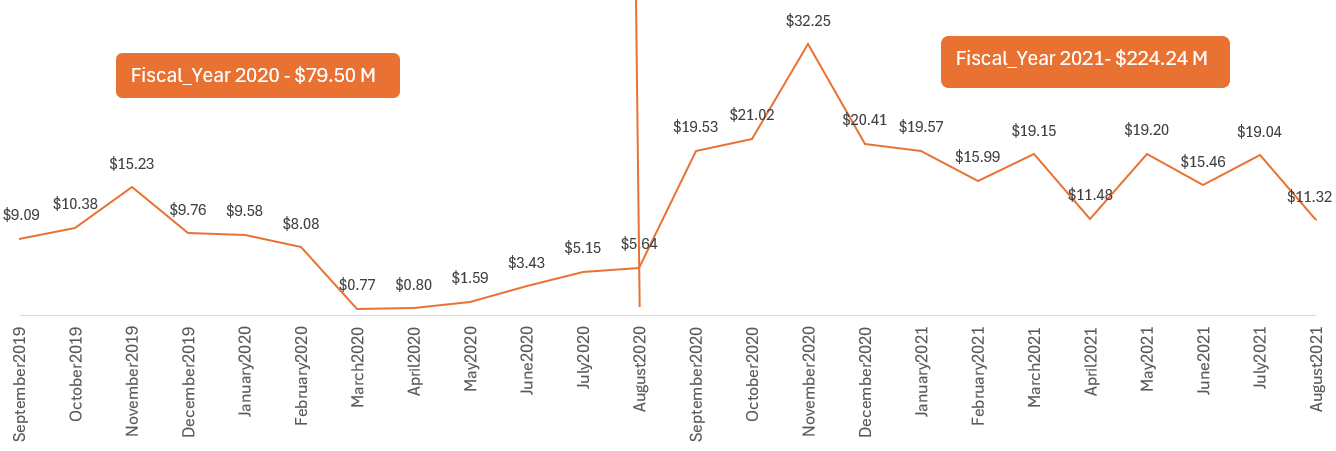 Fiscal_Year 2020 - $79.50 M
Fiscal_Year 2021- $224.24 M
$9.09
$10.38
$15.23
$9.76
$9.58
$8.08
$0.77
$0.80
$1.59
$3.43
$5.15
$5.64
$19.53
$21.02
$32.25
$20.41
$19.57
$15.99
$19.15
$11.48
$19.20
$15.46
$19.04
$11.32
September2019
October2019
November2019
December2019
January2020
February2020
March2020
April2020
May2020
June2020
July2020
August2020
September2020
October2020
November2020
December2020
January2021
February2021
March2021
April2021
May2021
June2021
July2021
August2021